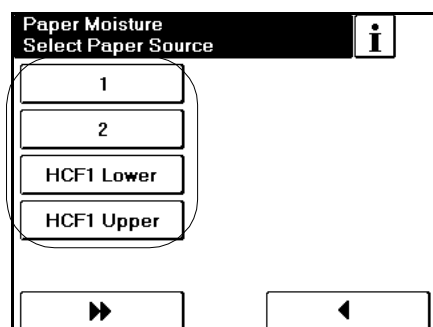 Paper Moisture
Select Paper Source
i
1
2
HCF1 Lower
HCF1 Upper